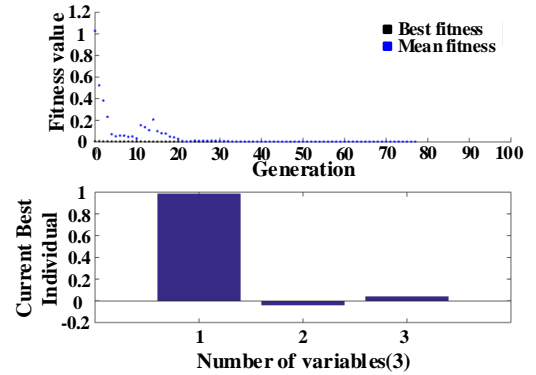 1.2
1
0.8
0.6
0.4
0.2
0
Fitness value
Best fitness
Mean fitness
0 10 20 30 40 50 60 70 80 90 100
Generation
1
0.8
0.6
0.4
0.2
0
-0.2
Current Best
Individual
1 2 3
Number of variables(3)